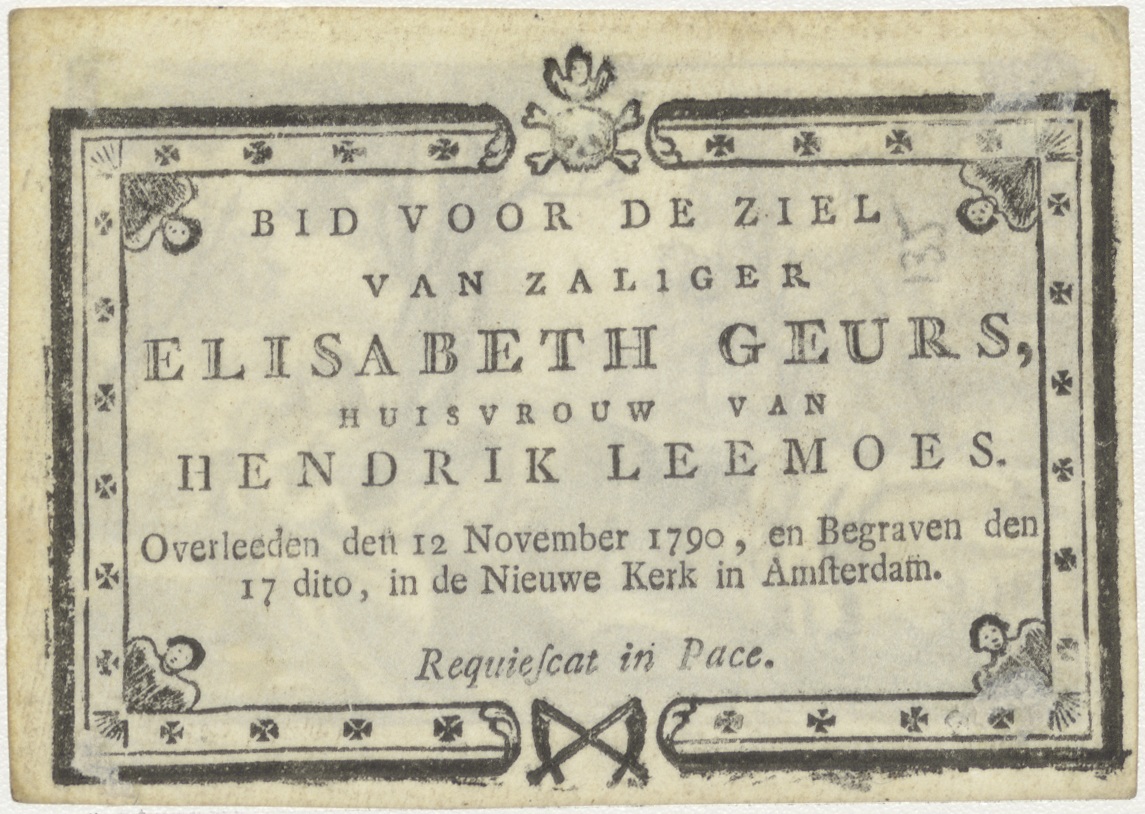 BID VOOR DE ZIEL
VAN ZALIGER
ELISABETH GEURS,
HUISVROUW VAN
HENDRIK LEEMOES.
Overleeden den 12 November 1790, en Begraven den
17 dito, in de Nieuwe Kerk in Amſterdam.
Requieſcat in Pace.